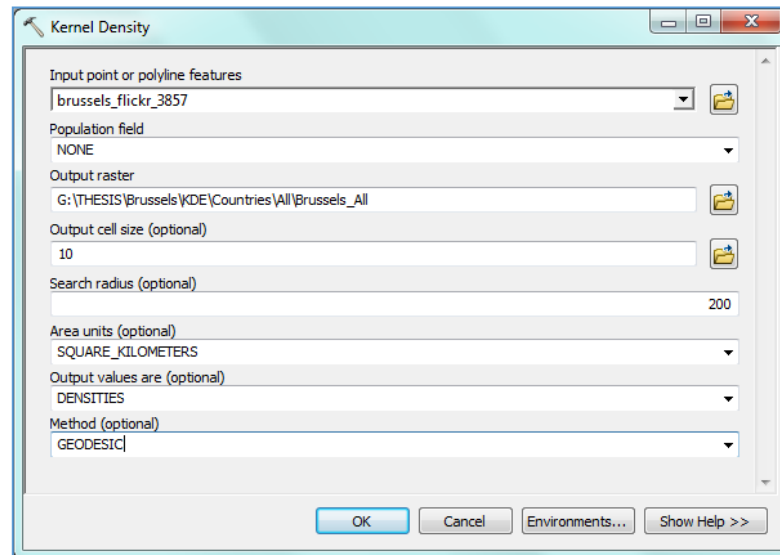 Kernel Density
Input point or polyline features
brussels_flickr_3857
Population field
NONE
Output raster
G:\THESIS\Brussels\KDE\Countries\All\Brussels_All
Output cell size (optional)
10
Search radius (optional)
200
Area units (optional)
SQUARE_KILOMETERS
Output values are (optional)
DENSITIES
Method (optional)
GEODESIC
OK Cancel Environments... Show Help >>